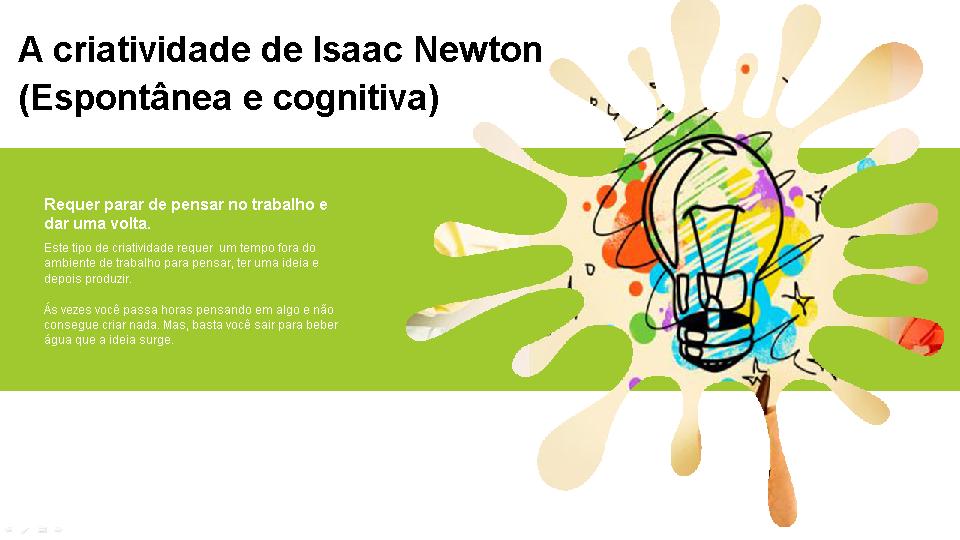 A criatividade de Isaac Newton
(Espontânea e cognitiva)
Requer parar de pensar no trabalho e
dar uma volta.
Este tipo de criatividade requer  um tempo fora do
ambiente de trabalho para pensar, ter uma ideia e
depois produzir.
Ás vezes você passa horas pensando em algo e não
consegue criar nada. Mas, basta você sair para beber
água que a ideia surge.